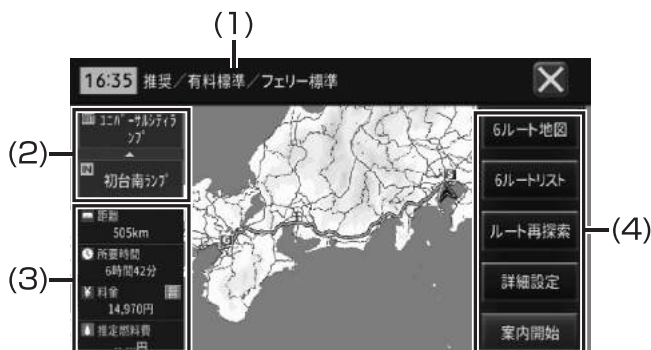 (1)
16:35 推奨／有料標準／フェリー標準
(2)
ユニバーサルシティラ
ンプ
IN
初台南ランプ
(3)
距離
505km
所要時間
6時間42分
¥ 料金
14,970円
推定燃料費
円
6ルート地図
6ルートリスト
ルート再探索
詳細設定
案内開始
(4)
S
G